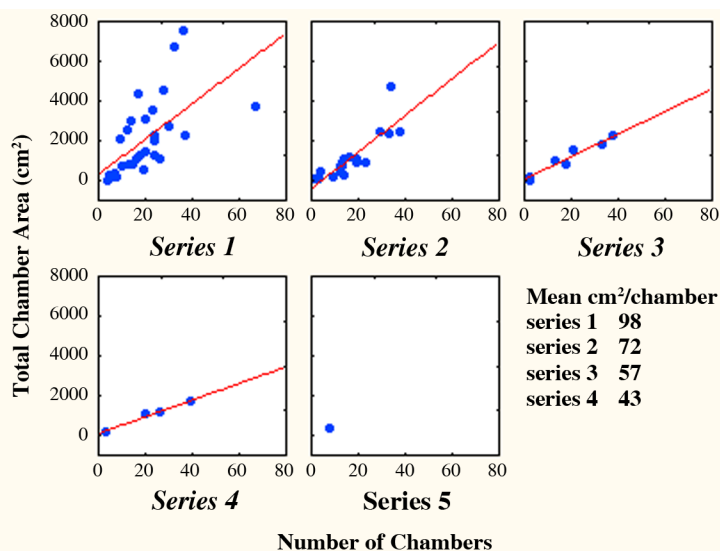 Total Chamber Area (cm²)
8000
6000
4000
2000
0
0 20 40 60 80
Series 1
0 20 40 60 80
Series 2
0 20 40 60 80
Series 3
8000
6000
4000
2000
0
0 20 40 60 80
Series 4
0 20 40 60 80
Series 5
Mean cm²/chamber
series 1 98
series 2 72
series 3 57
series 4 43
Number of Chambers